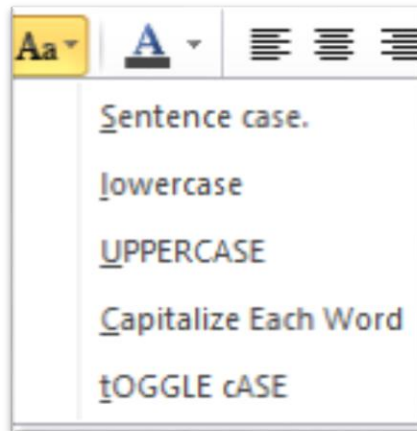 Aa A
Sentence case.
lowercase
UPPERCASE
Capitalize Each Word
tOGGLE cASE